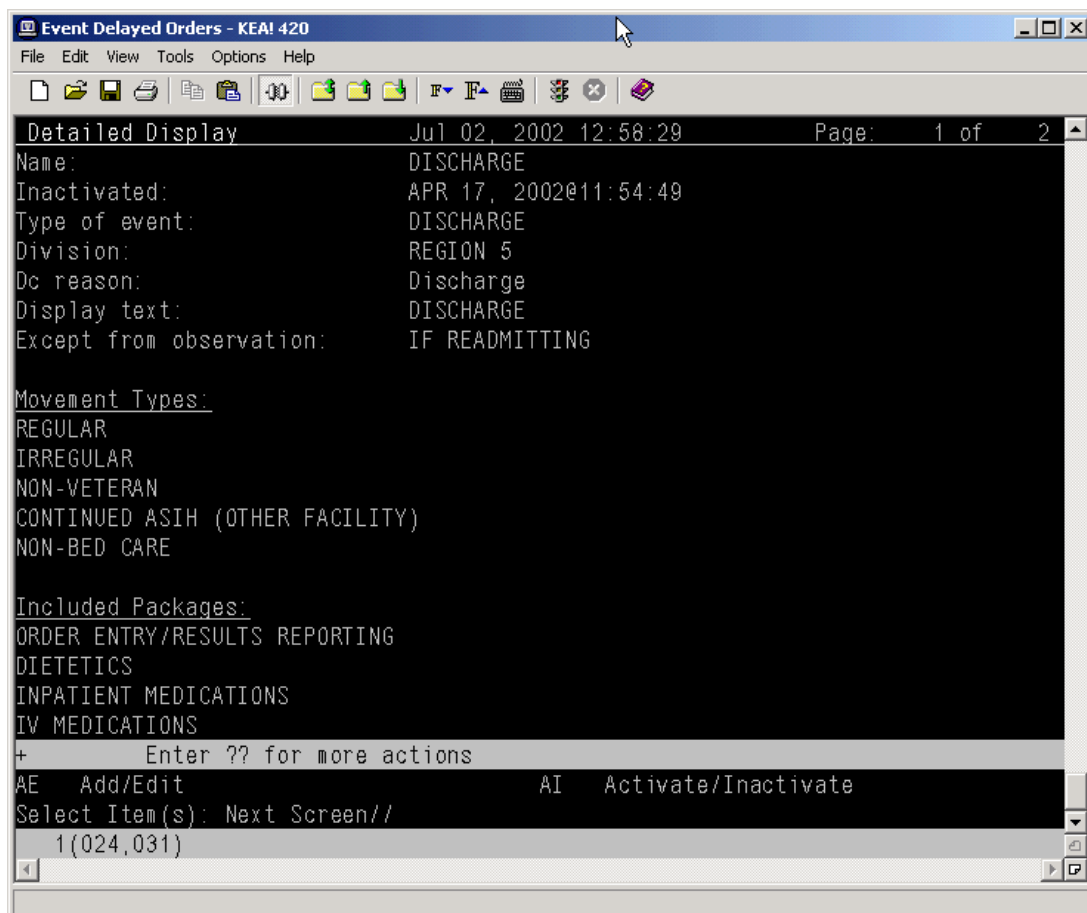 Event Delayed Orders - KEA! 420
File Edit View Tools Options Help
Detailed Display Jul 02, 2002 12:58:29 Page: 1 of 2
Name: DISCHARGE
Inactivated: APR 17, 2002@11:54:49
Type of event: DISCHARGE
Division: REGION 5
Dc reason: Discharge
Display text: DISCHARGE
Except from observation: IF READMITTING
Movement Types:
REGULAR
IRREGULAR
NON-VETERAN
CONTINUED ASIH (OTHER FACILITY)
NON-BED CARE
Included Packages:
ORDER ENTRY/RESULTS REPORTING
DIETETICS
INPATIENT MEDICATIONS
IV MEDICATIONS
+ Enter ?? for more actions
AE Add/Edit AI Activate/Inactivate
Select Item(s): Next Screen//
1(024,031)